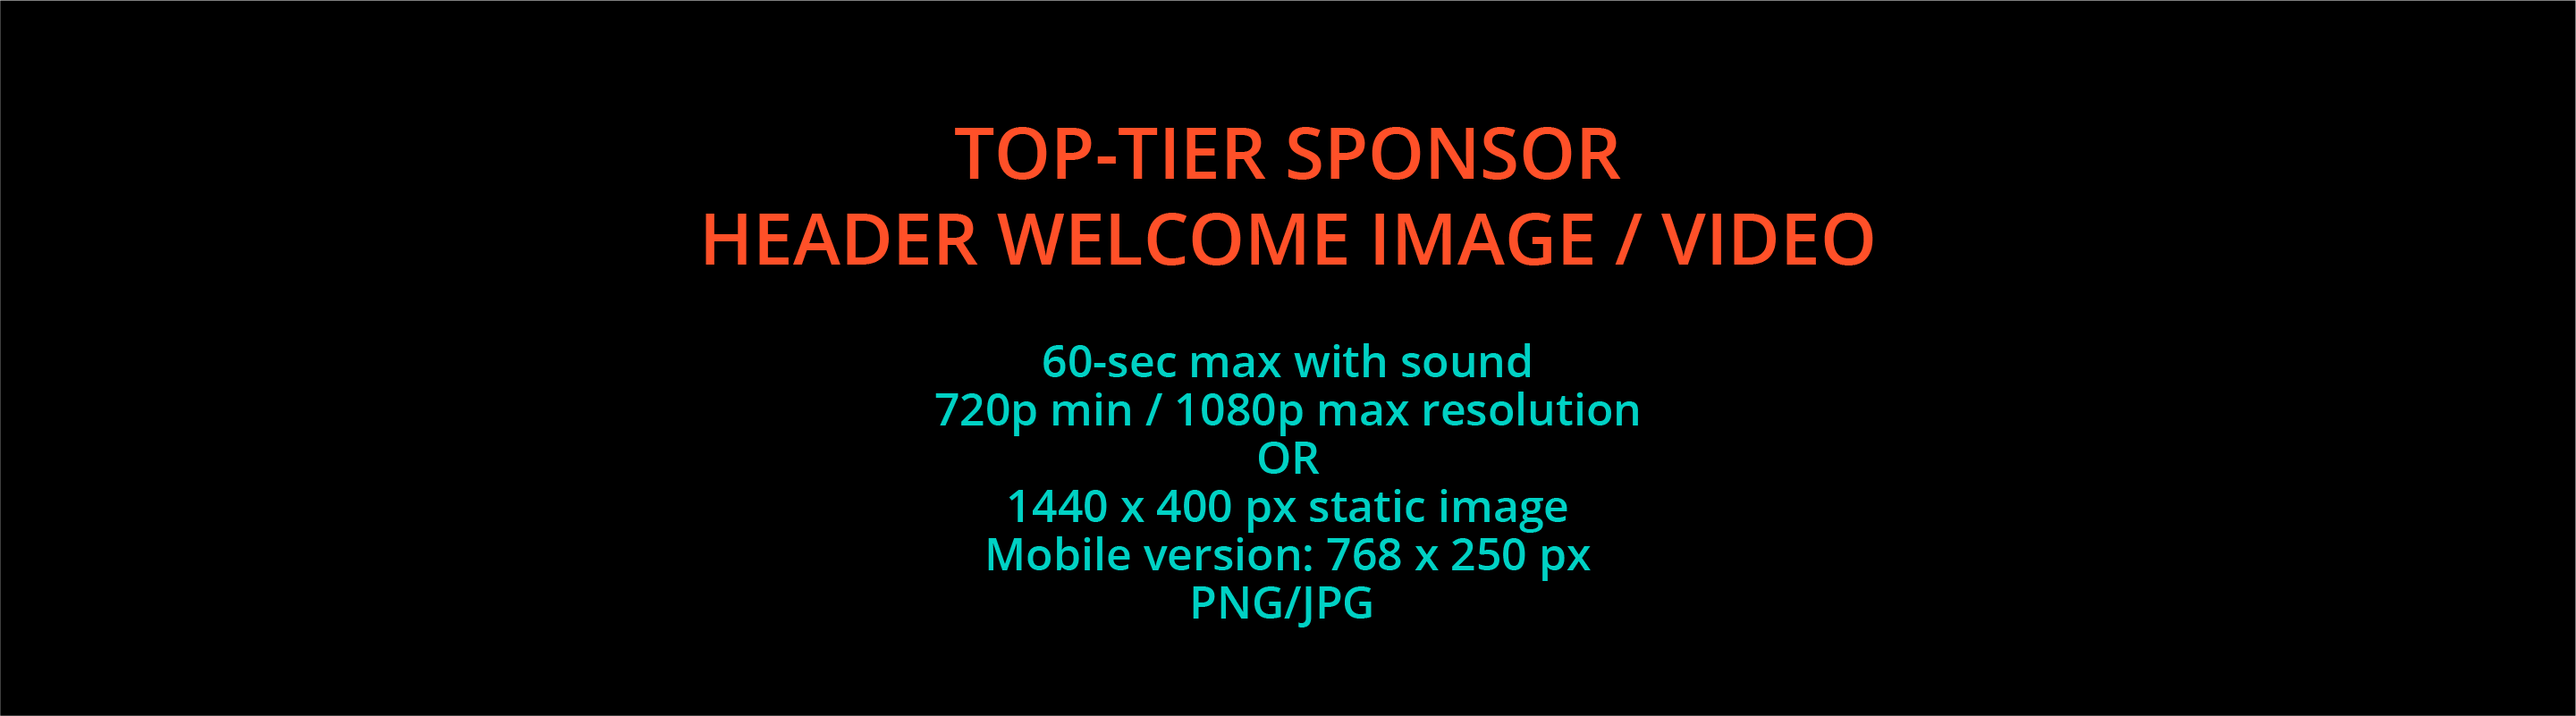 TOP-TIER SPONSOR
HEADER WELCOME IMAGE / VIDEO
60-sec max with sound
720p min / 1080p max resolution
OR
1440 x 400 px static image
Mobile version: 768 x 250 px
PNG/JPG